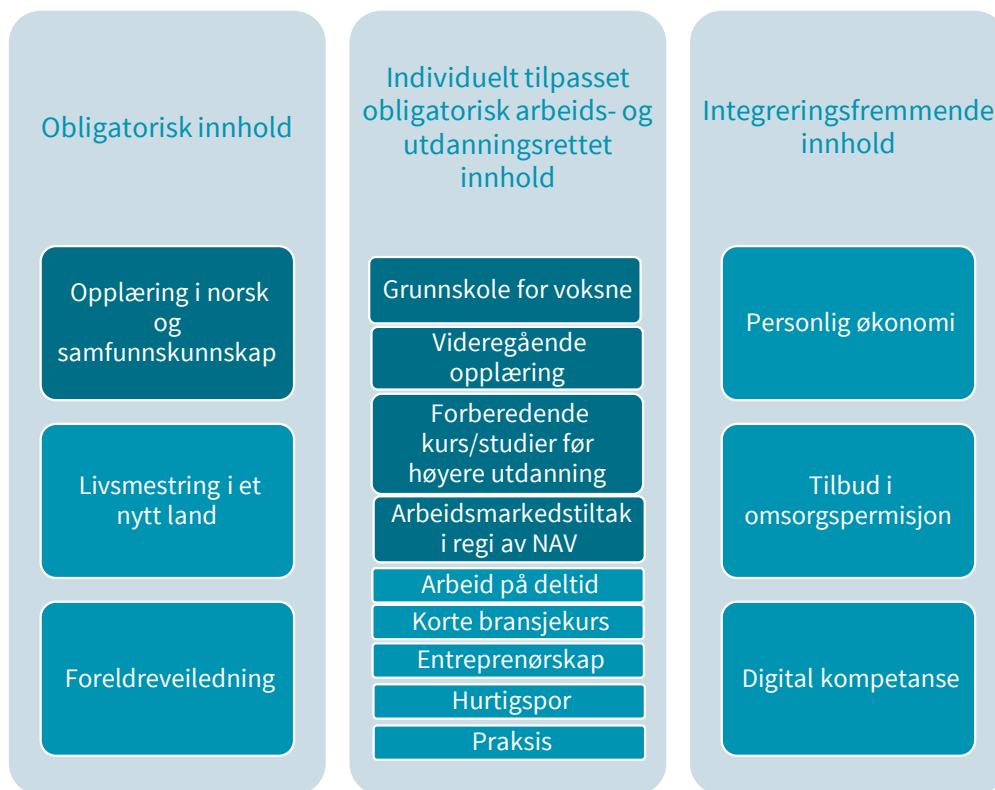 Obligatorisk innhold
Opplæring i norsk
og
samfunnskunnskap
Livsmestring i et
nytt land
Foreldreveiledning
Individuelt tilpasset
obligatorisk arbeids- og
utdanningsrettet
innhold
Grunnskole for voksne
Videregående
opplæring
Forberedende
kurs/studier før
høyere utdanning
Arbeidsmarkedstiltak
i regi av NAV
Arbeid på deltid
Korte bransjekurs
Entreprenørskap
Hurtigspor
Praksis
Integreringsfremmende
innhold
Personlig økonomi
Tilbud i
omsorgspermisjon
Digital kompetanse